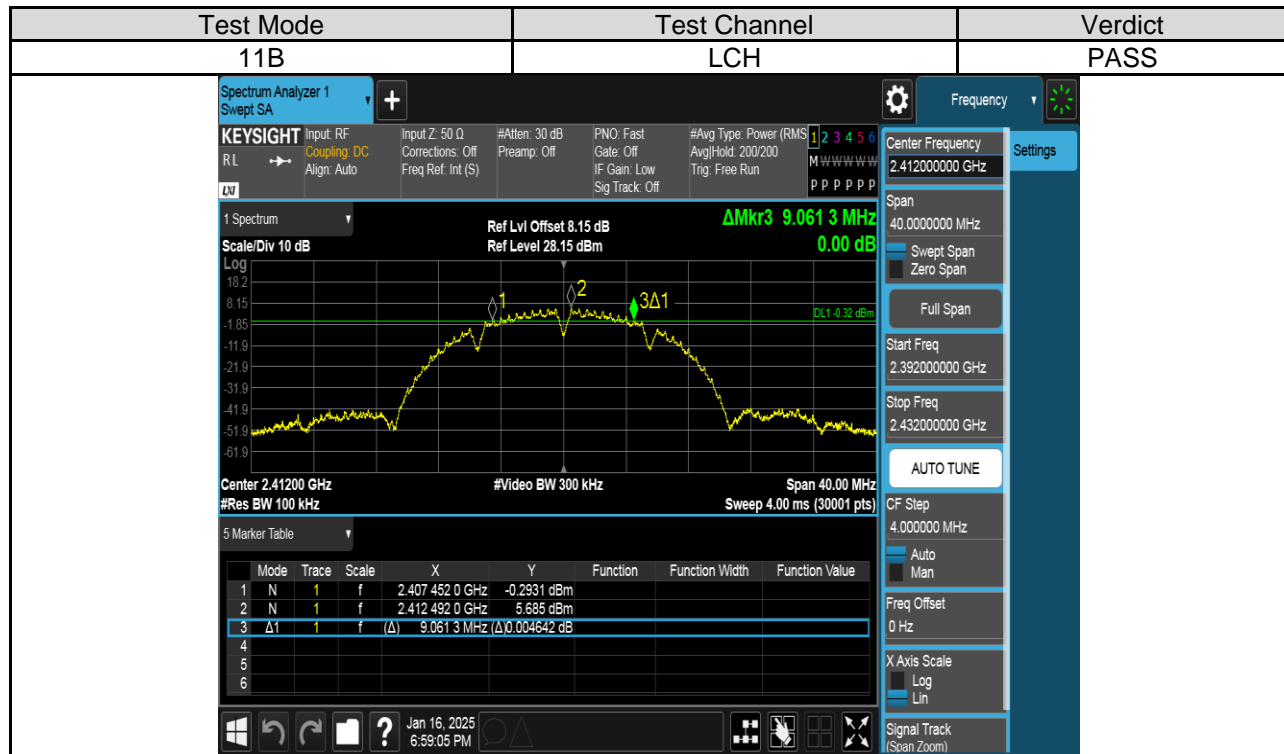 Test Mode Test Channel Verdict
11B LCH PASS
Spectrum Analyzer 1
Swept SA
+
Frequency
KEYSIGHT Input: RF Input Z: 50 Ω #Atten: 30 dB PNO: Fast #Avg Type: Power (RMS 1 2 3 4 5 6
RL Coupling: DC Corrections: Off Preamp: Off Gate: Off Avg|Hold: 200/200 M W W W W W
Align: Auto Freq Ref: Int (S) IF Gain: Low Trig: Free Run
LXI Sig Track: Off P P P P P P
1 Spectrum
Ref Lvl Offset 8.15 dB ΔMkr3 9.061 3 MHz
Scale/Div 10 dB Ref Level 28.15 dBm 0.00 dB
Log
18.2
8.15
-1.85
-11.9
-21.9
-31.9
-41.9
-51.9
-61.9
1
2
3Δ1
DL1 -0.32 dBm
Center 2.41200 GHz #Video BW 300 kHz Span 40.00 MHz
#Res BW 100 kHz Sweep 4.00 ms (30001 pts)
5 Marker Table
Mode Trace Scale X Y Function Function Width Function Value
1 N 1 f 2.407 452 0 GHz -0.2931 dBm
2 N 1 f 2.412 492 0 GHz 5.685 dBm
3 Δ1 1 f (Δ) 9.061 3 MHz (Δ)0.004642 dB
4
5
6
?
Jan 16, 2025
6:59:05 PM
Center Frequency
2.412000000 GHz
Settings
Span
40.0000000 MHz
Swept Span
Zero Span
Full Span
Start Freq
2.392000000 GHz
Stop Freq
2.432000000 GHz
AUTO TUNE
CF Step
4.000000 MHz
Auto
Man
Freq Offset
0 Hz
X Axis Scale
Log
Lin
Signal Track
(Span Zoom)